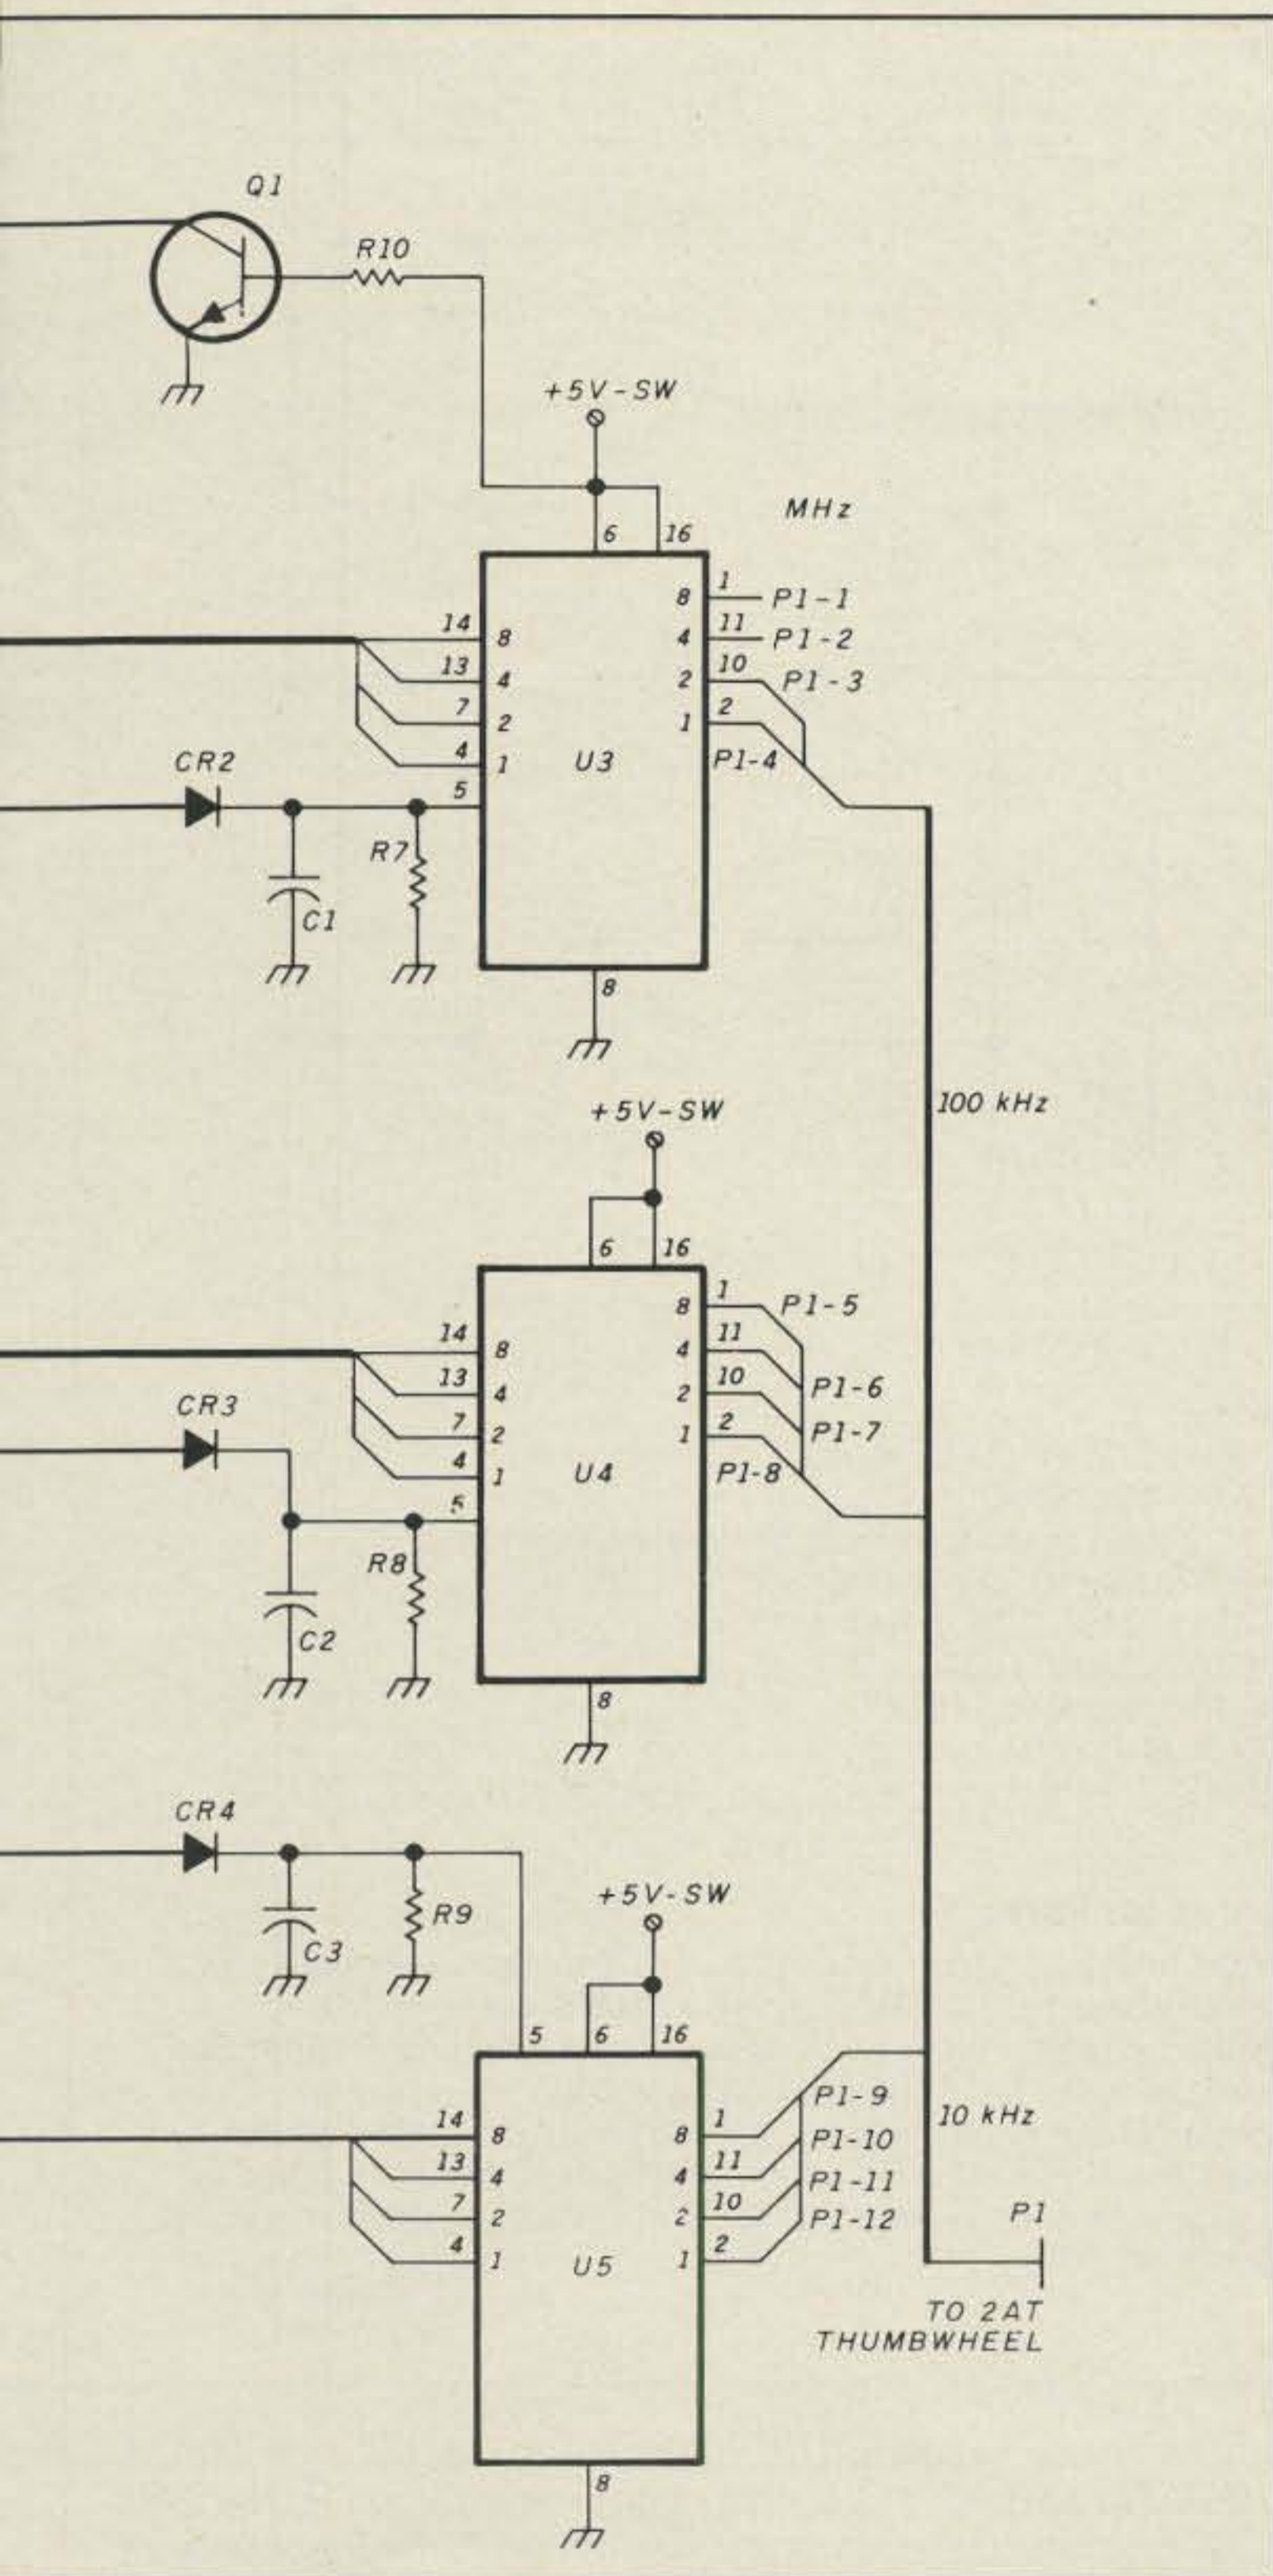 Q1
R10
+5V-SW
MHz
6 16
8 1 P1-1
4 11 P1-2
2 10 P1-3
1 2
P1-4
14 8
13 4
7 2
4 1
5
U3
CR2
R7
C1
8
100 kHz
+5V-SW
6 16
8 1 P1-5
4 11
P1-6
2 10
P1-7
1 2
P1-8
14 8
13 4
7 2
4 1
5
U4
CR3
R8
C2
8
CR4
R9
C3
+5V-SW
5 6 16
P1-9
10 kHz
14 8
8 1
P1-10
13 4
4 11
P1-11
7 2
2 10
P1-12
4 1
1 2
U5
P1
TO 2AT
THUMBWHEEL
8